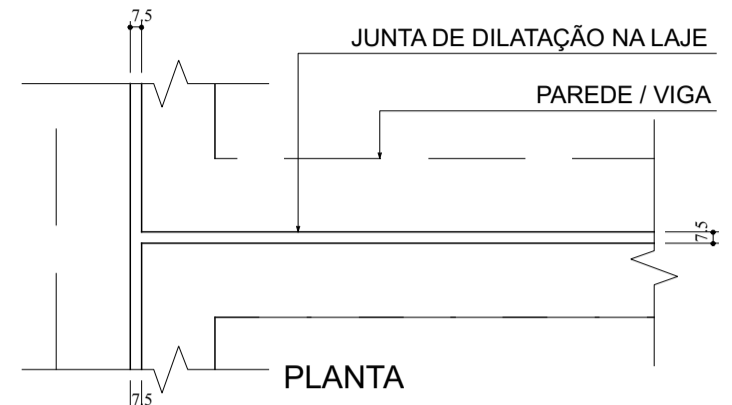 7,5
JUNTA DE DILATAÇÃO NA LAJE
PAREDE / VIGA
7,5
PLANTA
7,5